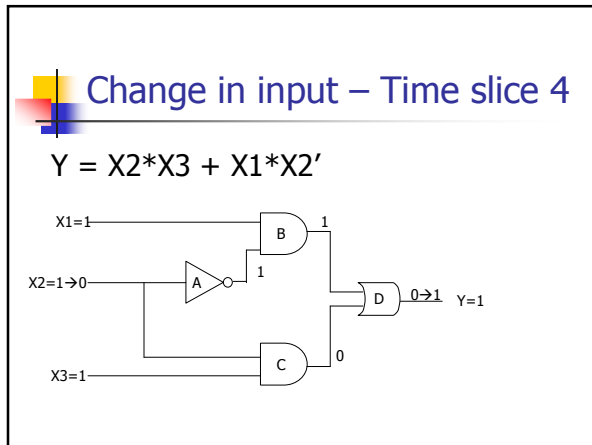 Change in input – Time slice 4
Y = X2*X3 + X1*X2′
X1=1
B
1
X2=1→0
A
1
D
0→1
Y=1
C
0
X3=1